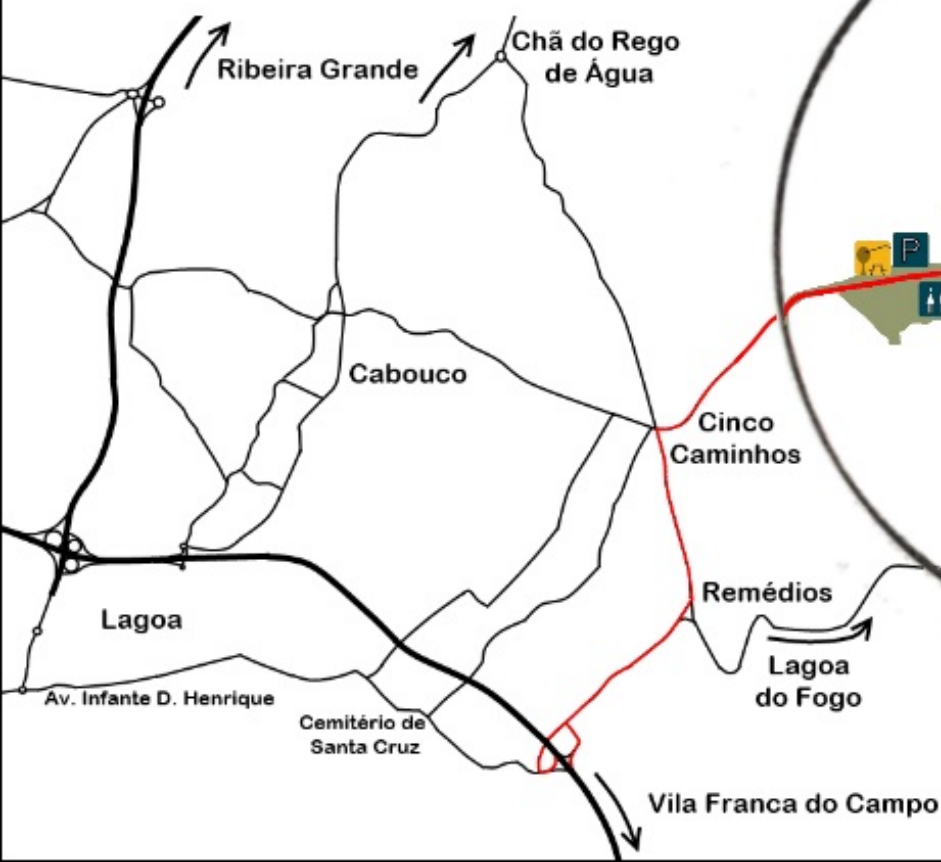 Chã do Rego
de Água
Ribeira Grande
P
Cabouco
Cinco
Caminhos
Remédios
Lagoa
Lagoa
do Fogo
Av. Infante D. Henrique
Cemitério de
Santa Cruz
Vila Franca do Campo